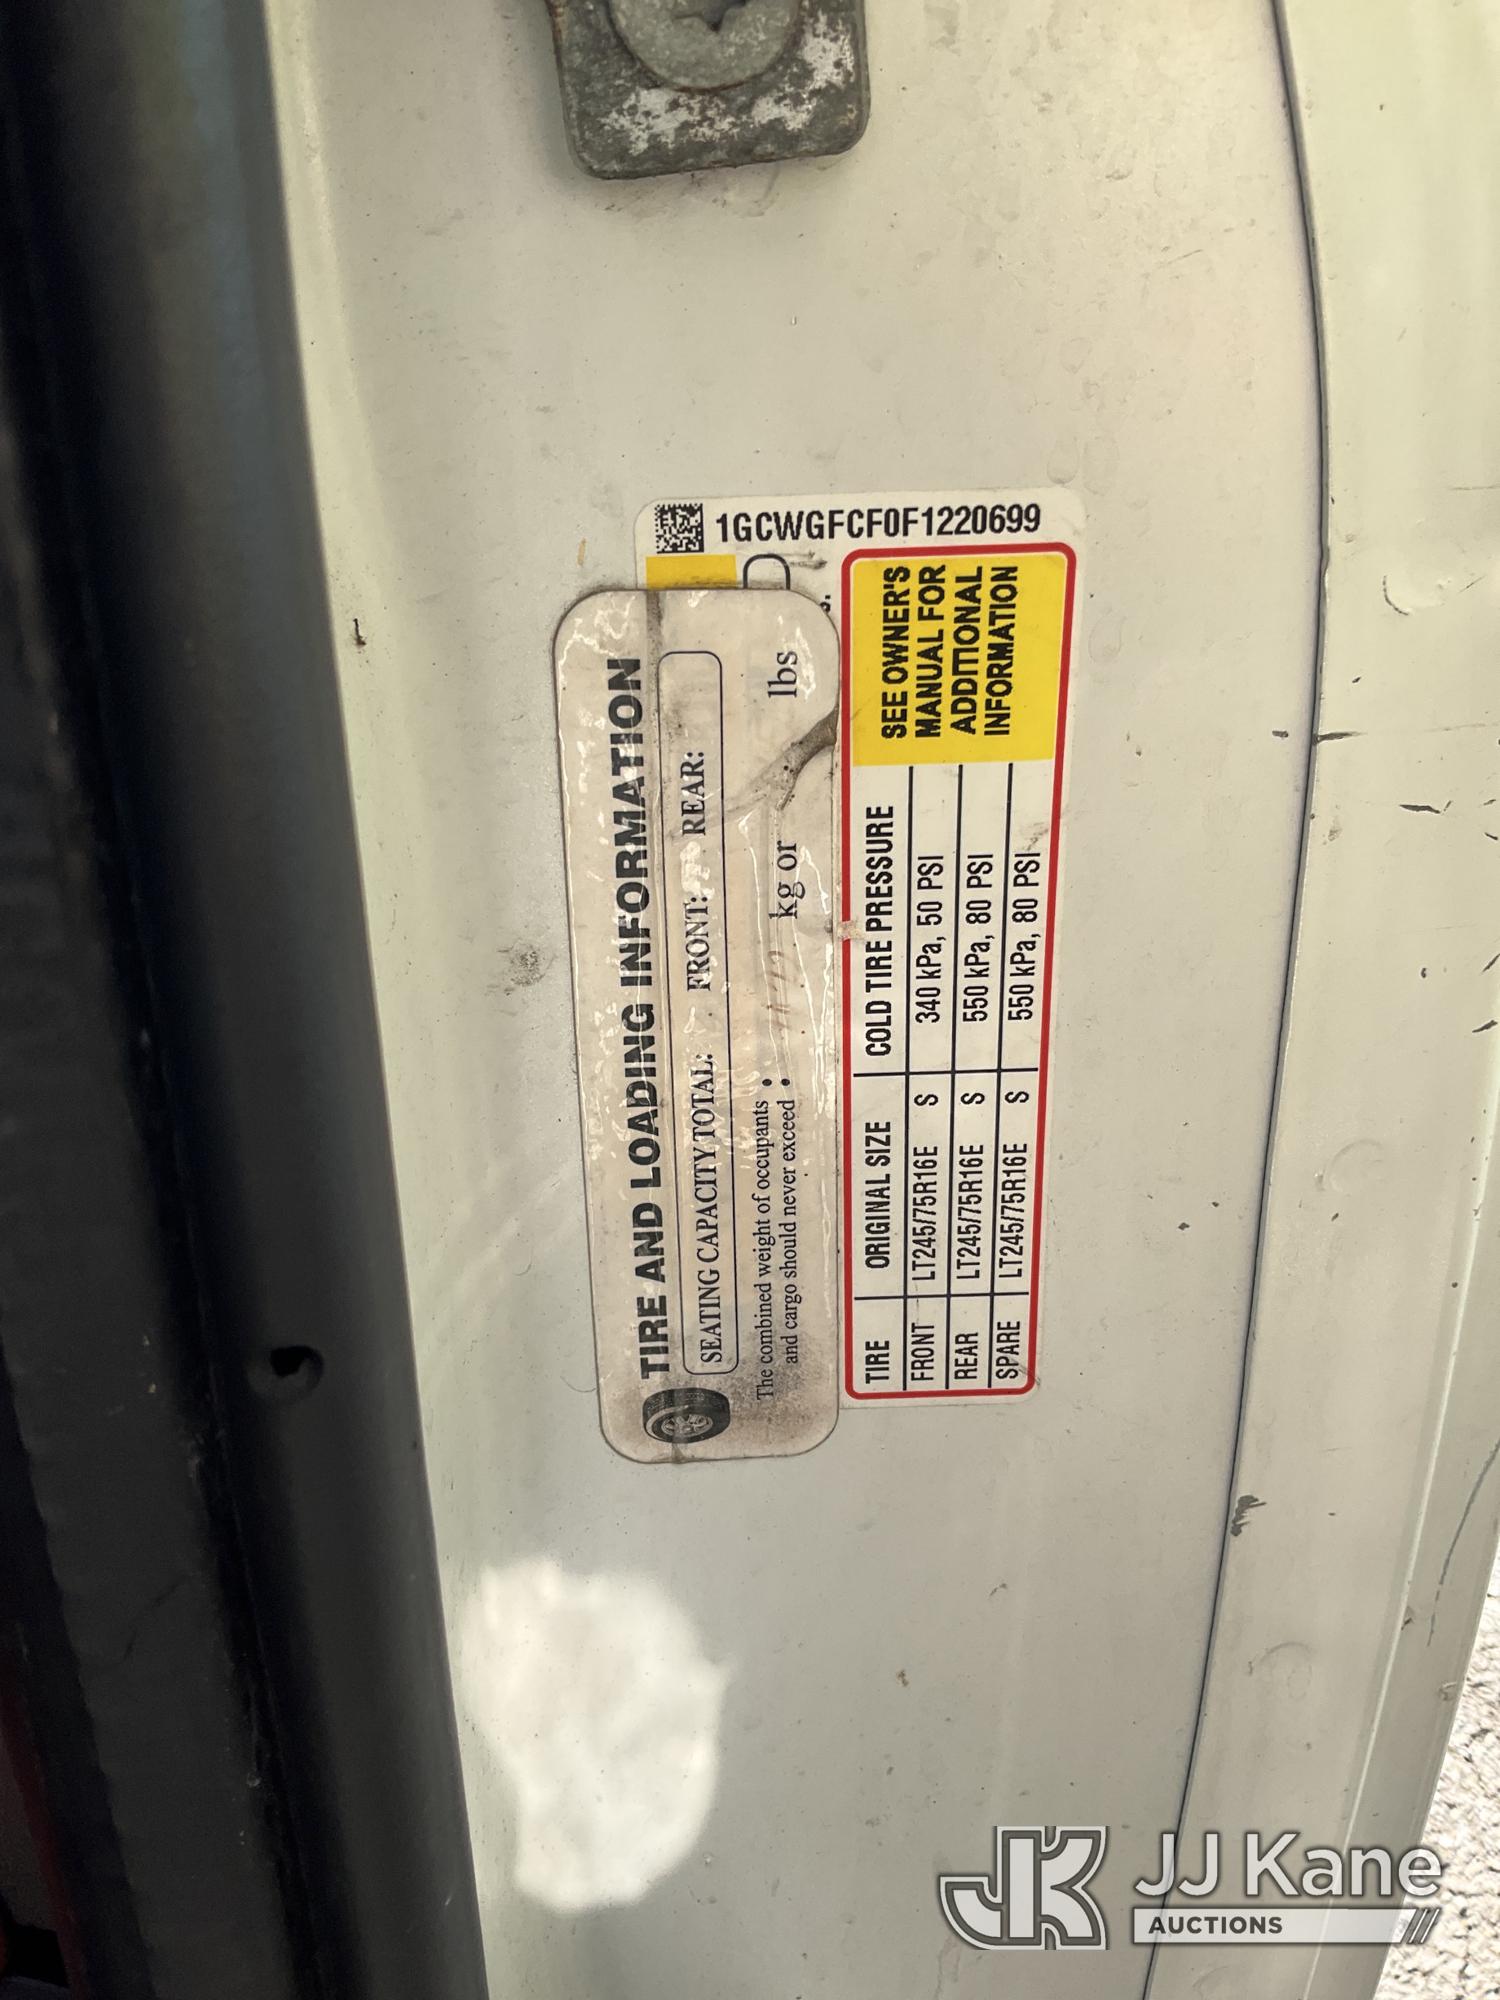 1GCWGFCF0F1220699
TIRE AND LOADING INFORMATION
SEATING CAPACITY TOTAL: FRONT: REAR:
The combined weight of occupants •
and cargo should never exceed • kg or lbs
TIRE ORIGINAL SIZE COLD TIRE PRESSURE
FRONT LT245/75R16E S 340 kPa, 50 PSI
REAR LT245/75R16E S 550 kPa, 80 PSI
SPARE LT245/75R16E S 550 kPa, 80 PSI
SEE OWNER'S
MANUAL FOR
ADDITIONAL
INFORMATION
JK JJ Kane
AUCTIONS